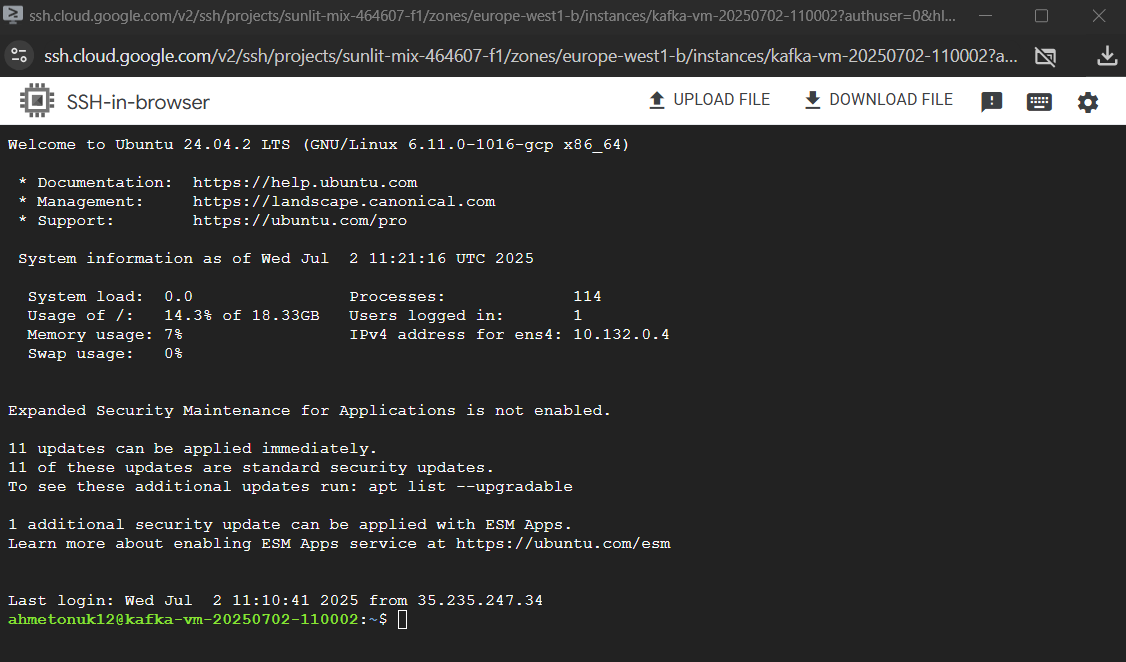 ssh.cloud.google.com/v2/ssh/projects/sunlit-mix-464607-f1/zones/europe-west1-b/instances/kafka-vm-20250702-110002?authuser=0&hl...
ssh.cloud.google.com/v2/ssh/projects/sunlit-mix-464607-f1/zones/europe-west1-b/instances/kafka-vm-20250702-110002?a...
SSH-in-browser UPLOAD FILE DOWNLOAD FILE
Welcome to Ubuntu 24.04.2 LTS (GNU/Linux 6.11.0-1016-gcp x86_64)
* Documentation: https://help.ubuntu.com
* Management: https://landscape.canonical.com
* Support: https://ubuntu.com/pro
System information as of Wed Jul 2 11:21:16 UTC 2025
System load: 0.0 Processes: 114
Usage of /: 14.3% of 18.33GB Users logged in: 1
Memory usage: 7% IPv4 address for ens4: 10.132.0.4
Swap usage: 0%
Expanded Security Maintenance for Applications is not enabled.
11 updates can be applied immediately.
11 of these updates are standard security updates.
To see these additional updates run: apt list --upgradable
1 additional security update can be applied with ESM Apps.
Learn more about enabling ESM Apps service at https://ubuntu.com/esm
Last login: Wed Jul 2 11:10:41 2025 from 35.235.247.34
ahmetonuk12@kafka-vm-20250702-110002:~$